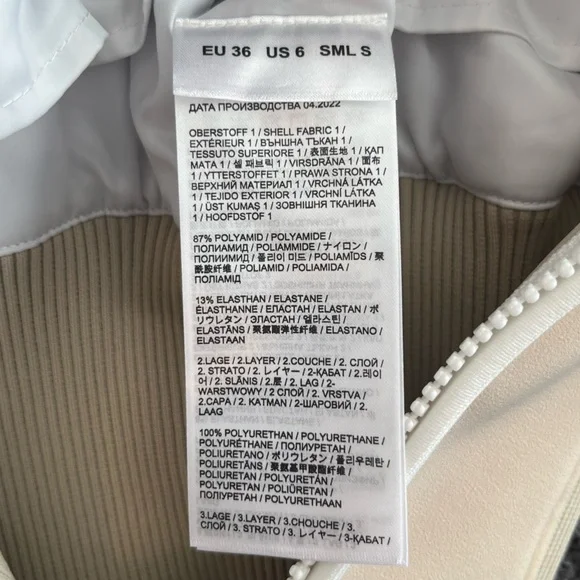 EU 36 US 6 SML S
ДАТА ПРОИЗВОДСТВА 04.2022
OBERSTOFF 1 / SHELL FABRIC 1 /
EXTÉRIEUR 1 / ВЪНШНА ТЪКАН 1 /
TESSUTO SUPERIORE 1 / 表面生地 1 / ҚАП
МАТА 1 / 셸 패브릭 1 / VIRSDRĀNA 1 / 面布
1 / YTTERSTOFFET 1 / PRAWA STRONA 1 /
ВЕРХНИЙ МАТЕРИАЛ 1 / VRCHNÁ LÁTKA
1 / TEJIDO EXTERIOR 1 / VRCHNÍ LÁTKA
1 / ÜST KUMAŞ 1 / ЗОВНІШНЯ ТКАНИНА
1 / HOOFDSTOF 1
87% POLYAMID / POLYAMIDE /
ПОЛИАМИД / POLIAMMIDE / ナイロン /
ПОЛИИМИД / 폴리이 미드 / POLIAMĪDS / 聚
酰胺纤维 / POLIAMID / POLIAMIDA /
ПОЛІАМІД
13% ELASTHAN / ELASTANE /
ÉLASTHANNE / ЕЛАСТАН / ELASTAN / ポ
リウレタン / ЭЛАСТАН / 엘라스틴 /
ELASTĀNS / 聚氨酯弹性纤维 / ELASTANO /
ELASTAAN
2.LAGE / 2.LAYER / 2.COUCHE / 2. СЛОЙ /
2. STRATO / 2. レイヤー / 2-ҚАБАТ / 2.레이
어 / 2. SLĀNIS / 2.层 / 2. LAG / 2-
WARSTWOWY / 2 СЛОЙ / 2. VRSTVA /
2.CAPA / 2. KATMAN / 2-ШАРОВИЙ / 2.
LAAG
100% POLYURETHAN / POLYURETHANE /
POLYURÉTHANE / ПОЛИУРЕТАН /
POLIURETANO / ポリウレタン / 폴리우레탄 /
POLIURETĀNS / 聚氨基甲酸酯纤维 /
POLYURETAN / POLIURETAN /
POLYURETAN / POLIÜRETAN /
ПОЛІУРЕТАН / POLYURETHAAN
3.LAGE / 3.LAYER / 3.COUCHE / 3.
СЛОЙ / 3. STRATO / 3. レイヤー / 3-ҚАБАТ /